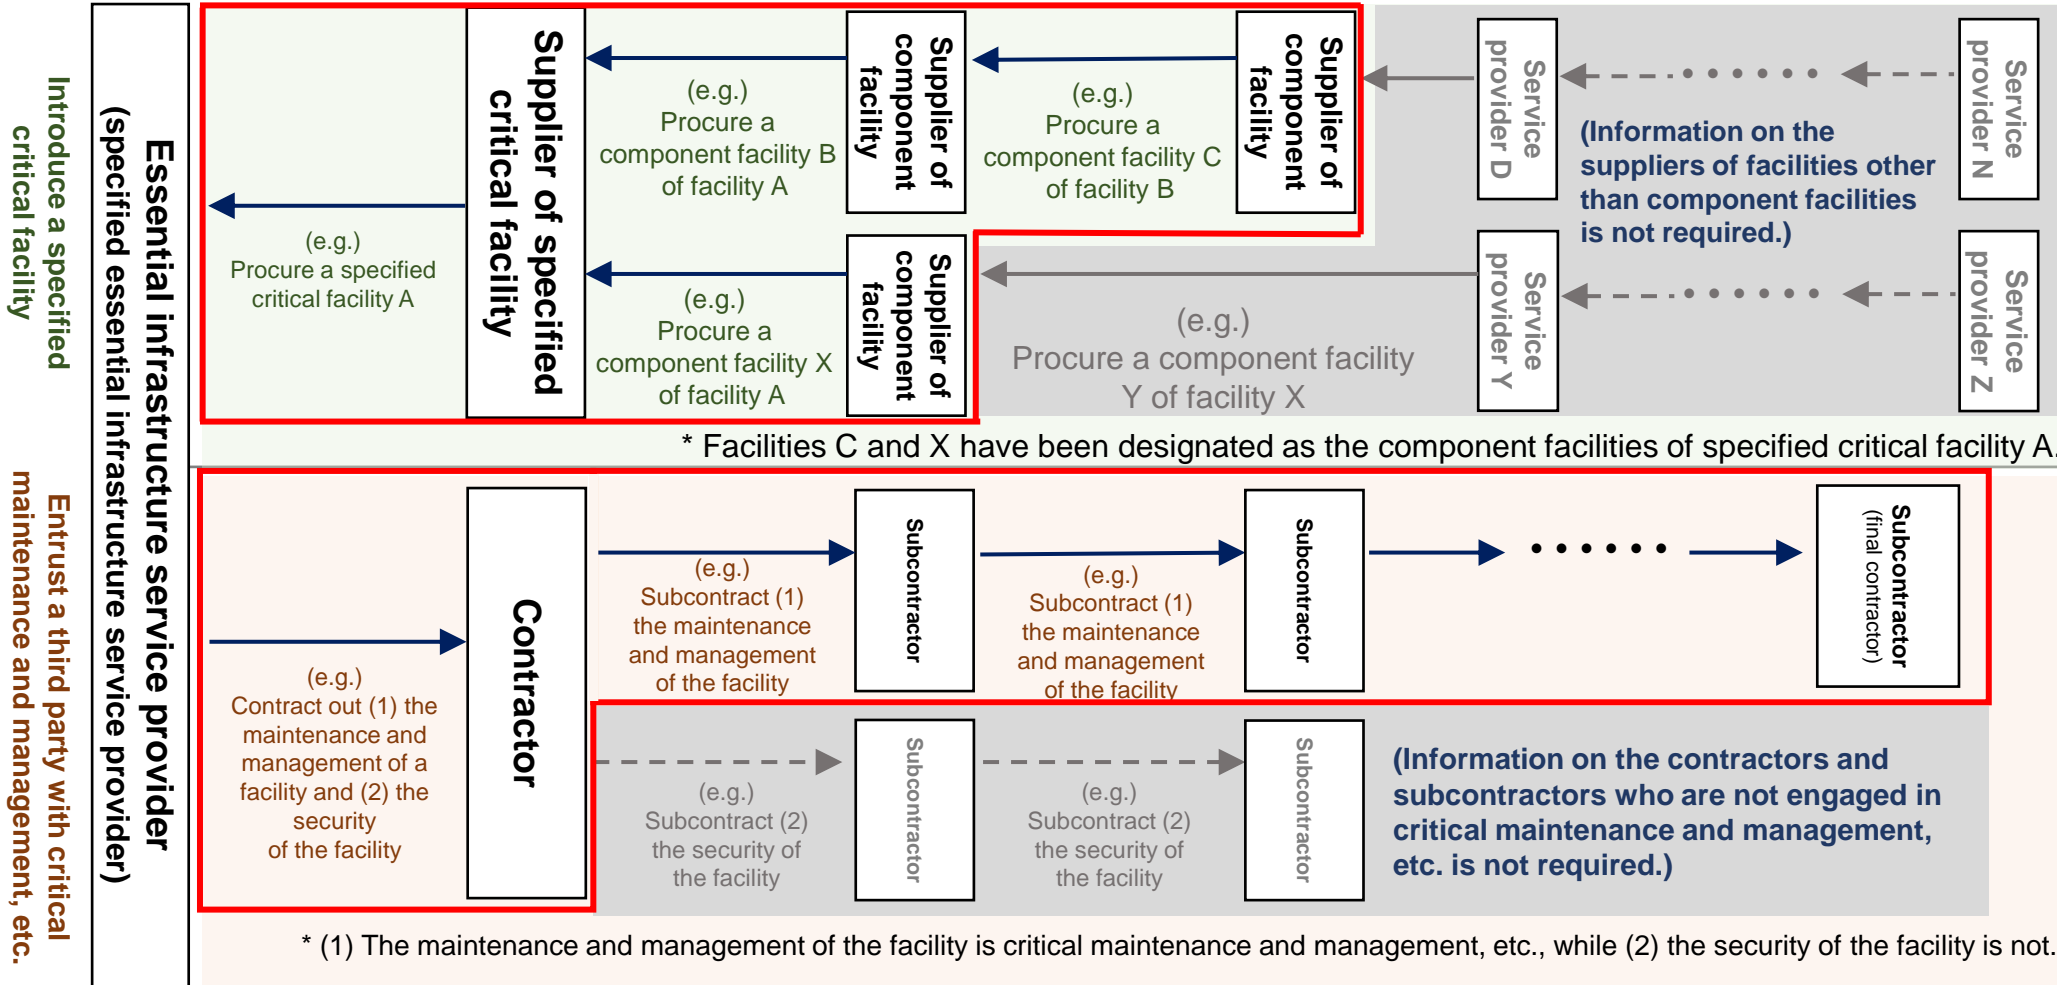 Introduce a specified
critical facility
Entrust a third party with critical
maintenance and management, etc.
Essential infrastructure service provider
(specified essential infrastructure service provider)
(e.g.)
Procure a specified
critical facility A
Supplier of specified
critical facility
(e.g.)
Procure a
component facility B
of facility A
Supplier of
component
facility
(e.g.)
Procure a
component facility C
of facility B
Supplier of
component
facility
Service
provider D
Service
provider N
(Information on the
suppliers of facilities other
than component facilities
is not required.)
(e.g.)
Procure a
component facility X
of facility A
Supplier of
component
facility
(e.g.)
Procure a component facility
Y of facility X
Service
provider Y
Service
provider Z
* Facilities C and X have been designated as the component facilities of specified critical facility A.
(e.g.)
Contract out (1) the
maintenance and
management of a
facility and (2) the
security
of the facility
Contractor
(e.g.)
Subcontract (1)
the maintenance
and management
of the facility
Subcontractor
(e.g.)
Subcontract (1)
the maintenance
and management
of the facility
Subcontractor
Subcontractor
(final contractor)
(e.g.)
Subcontract (2)
the security of
the facility
Subcontractor
(e.g.)
Subcontract (2)
the security of
the facility
Subcontractor
(Information on the contractors and
subcontractors who are not engaged in
critical maintenance and management,
etc. is not required.)
* (1) The maintenance and management of the facility is critical maintenance and management, etc., while (2) the security of the facility is not.